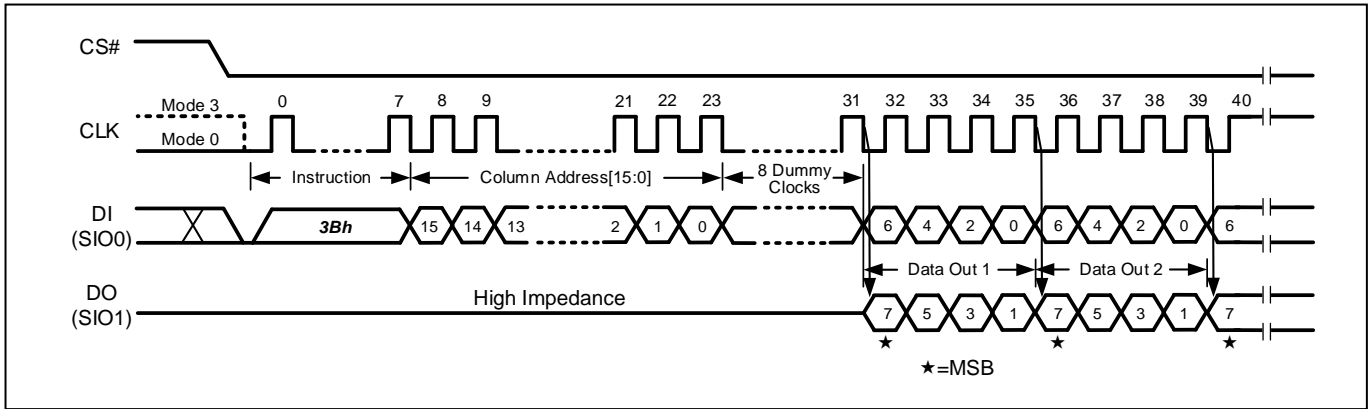 CS#
Mode 3 0 7 8 9 21 22 23 31 32 33 34 35 36 37 38 39 40
CLK
Mode 0
Instruction Column Address[15:0] 8 Dummy
Clocks
DI
(SIO0) 3Bh 15 14 13 2 1 0 6 4 2 0 6 4 2 0 6
Data Out 1 Data Out 2
DO
(SIO1) High Impedance 7 5 3 1 7 5 3 1 7
★ ★ ★
★=MSB